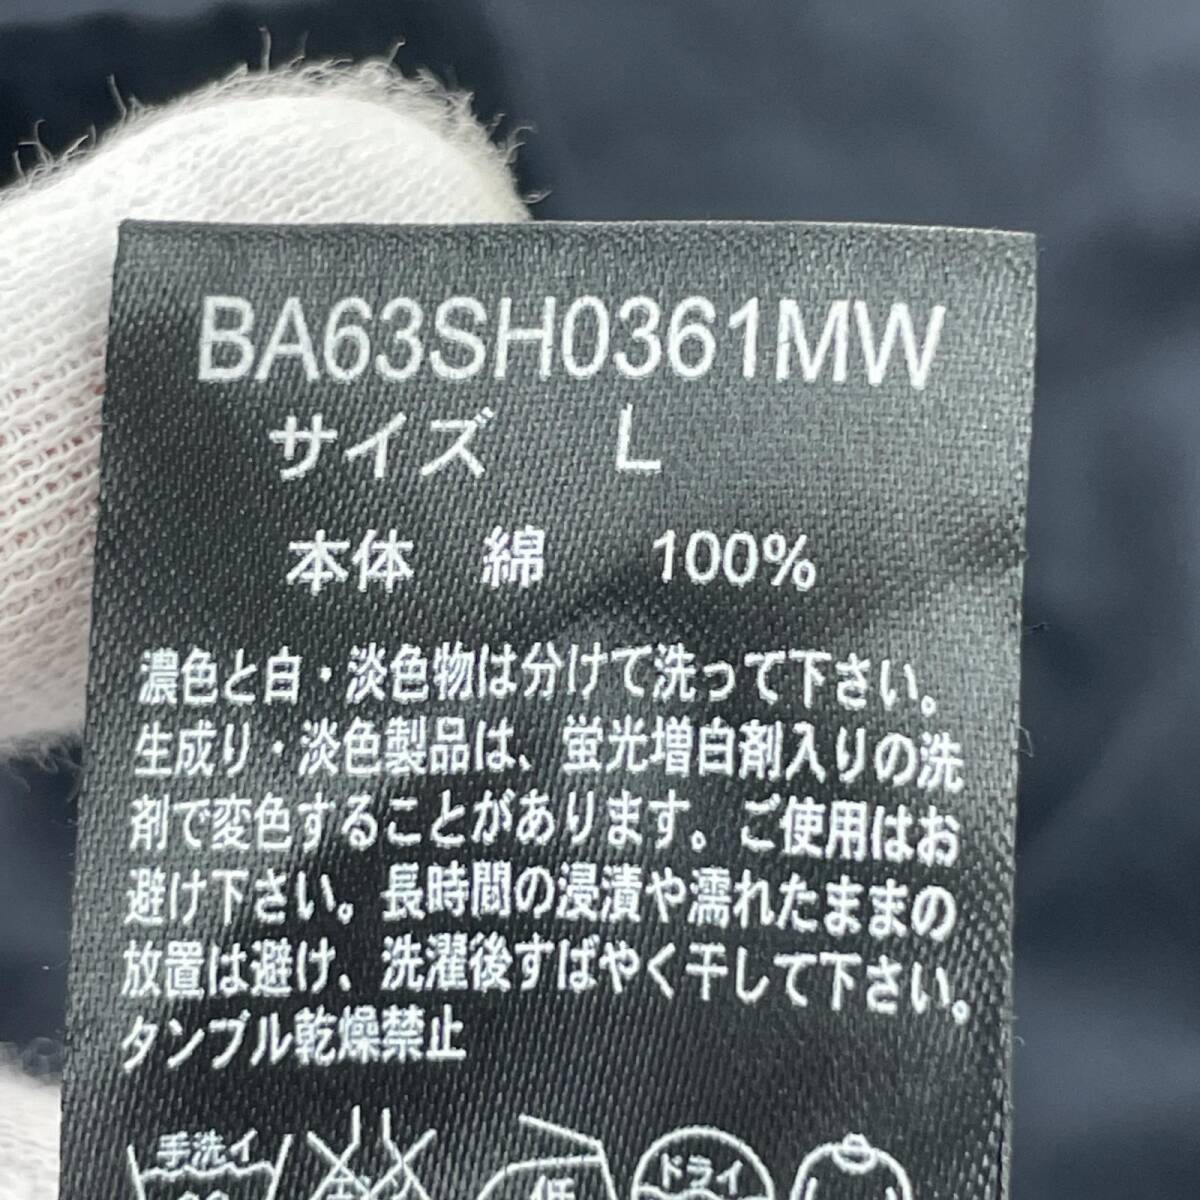 BA63SH0361MW
サイズ L
本体 綿 100%
濃色と白・淡色物は分けて洗って下さい。
生成り・淡色製品は、蛍光増白剤入りの洗
剤で変色することがあります。ご使用はお
避け下さい。長時間の浸漬や濡れたままの
放置は避け、洗濯後すばやく干して下さい。
タンブル乾燥禁止
手洗イ
低
ドライ